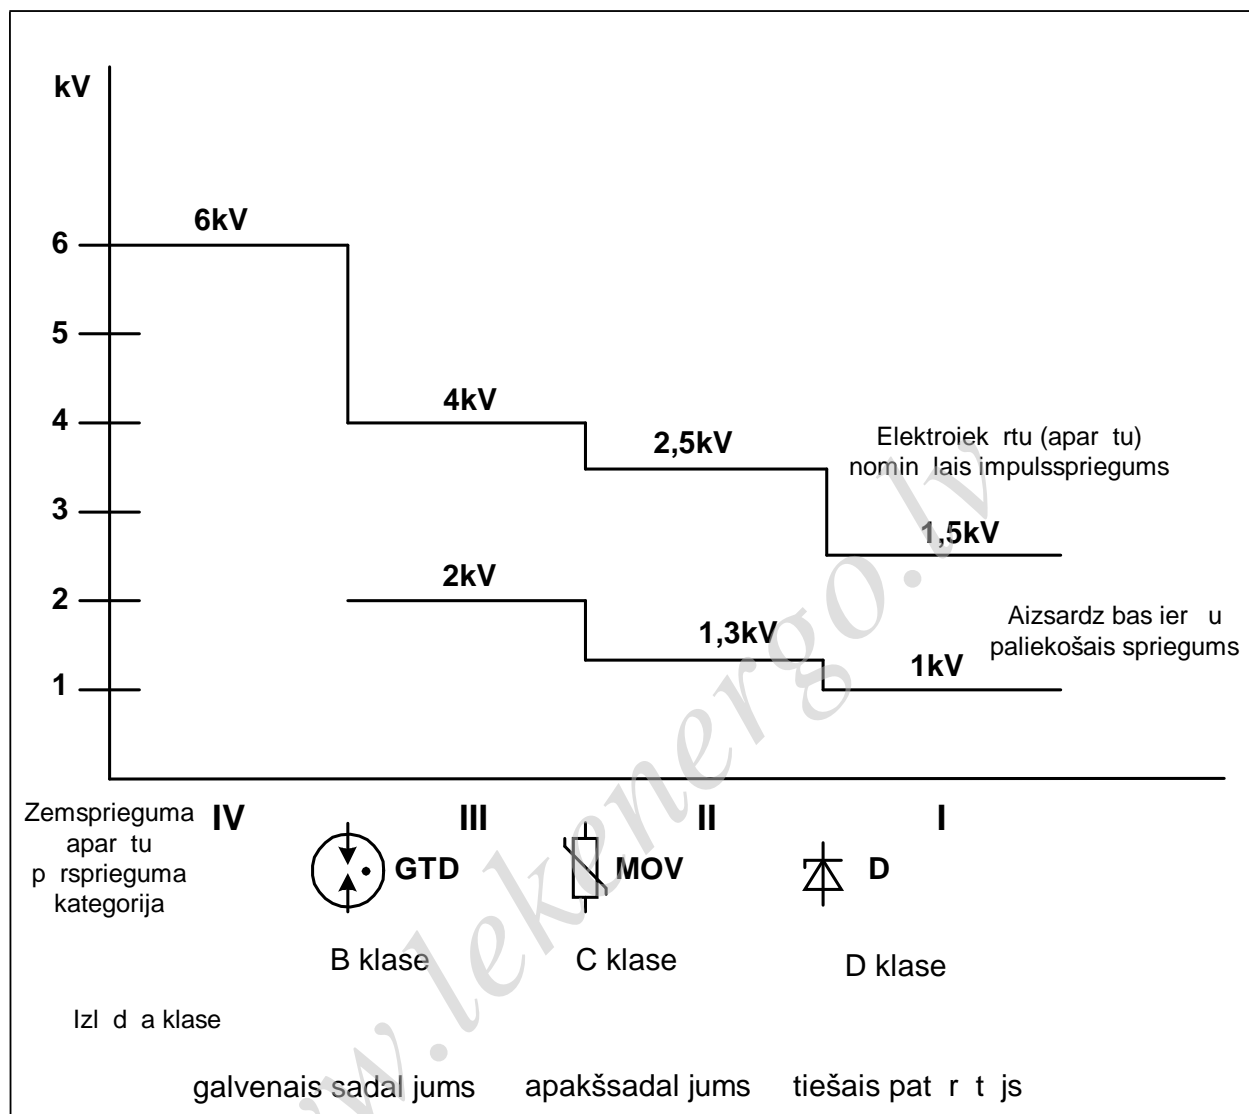 kV
6kV
6
5
4kV
4
2,5kV
Elektroiek rtu (apar tu)
nomin lais impulsspriegums
3
1,5kV
2kV
2
1,3kV
Aizsardz bas ier u
paliekošais spriegums
1kV
1
Zemsprieguma
apar tu
p rsprieguma
kategorija
IV
III
II
I
GTD
MOV
D
B klase
C klase
D klase
Izl d a klase
galvenais sadal jums
apakšsadal jums
tiešais pat r t js
w.lekenergo.lv